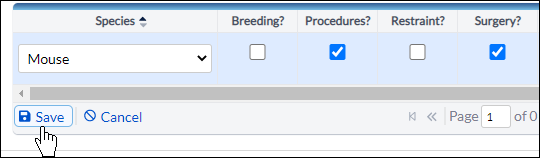 Species Breeding? Procedures? Restraint? Surgery?
Mouse
Save Cancel Page 1 of 0